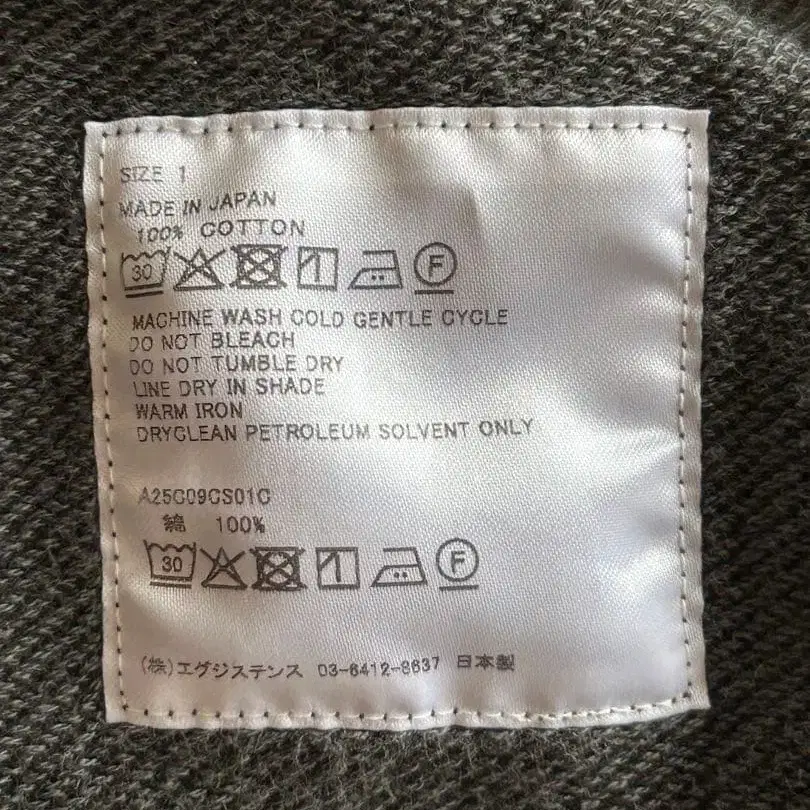 SIZE 1
MADE IN JAPAN
100% COTTON
30 F
MACHINE WASH COLD GENTLE CYCLE
DO NOT BLEACH
DO NOT TUMBLE DRY
LINE DRY IN SHADE
WARM IRON
DRYCLEAN PETROLEUM SOLVENT ONLY
A25C09CS01C
綿 100%
30 F
(株)エグジステンス 03-6412-8637 日本製